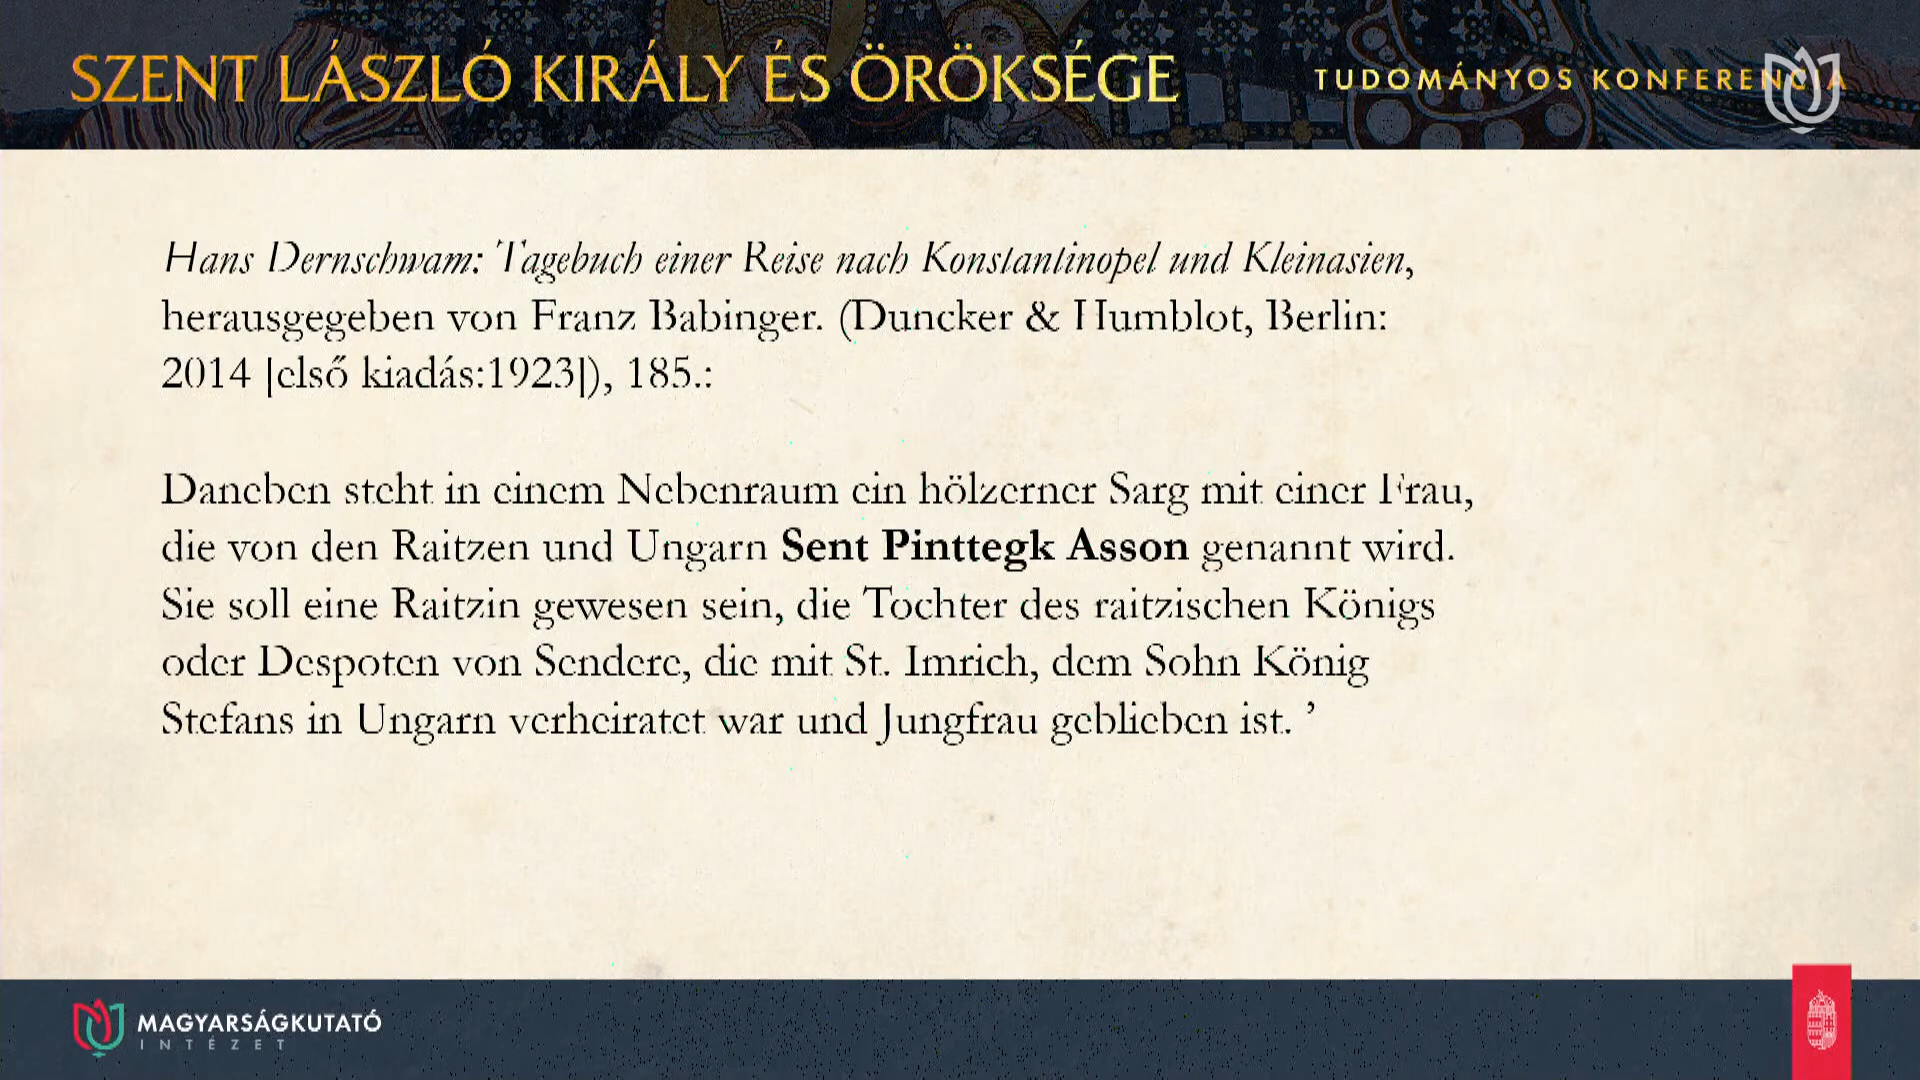 SZENT LÁSZLÓ KIRÁLY ÉS ÖRÖKSÉGE
TUDOMÁNYOS KONFERENCIA
Hans Dernschwam: Tagebuch einer Reise nach Konstantinopel und Kleinasien,
herausgegeben von Franz Babinger. (Duncker & Humblot, Berlin:
2014 [első kiadás:1923]), 185.:
Daneben steht in einem Nebenraum ein hölzerner Sarg mit einer Frau,
die von den Raitzen und Ungarn Sent Pinttegk Asson genannt wird.
Sie soll eine Raitzin gewesen sein, die Tochter des raitzischen Königs
oder Despoten von Sendere, die mit St. Imrich, dem Sohn König
Stefans in Ungarn verheiratet war und Jungfrau geblieben ist. ’
MAGYARSÁGKUTATÓ
INTÉZET